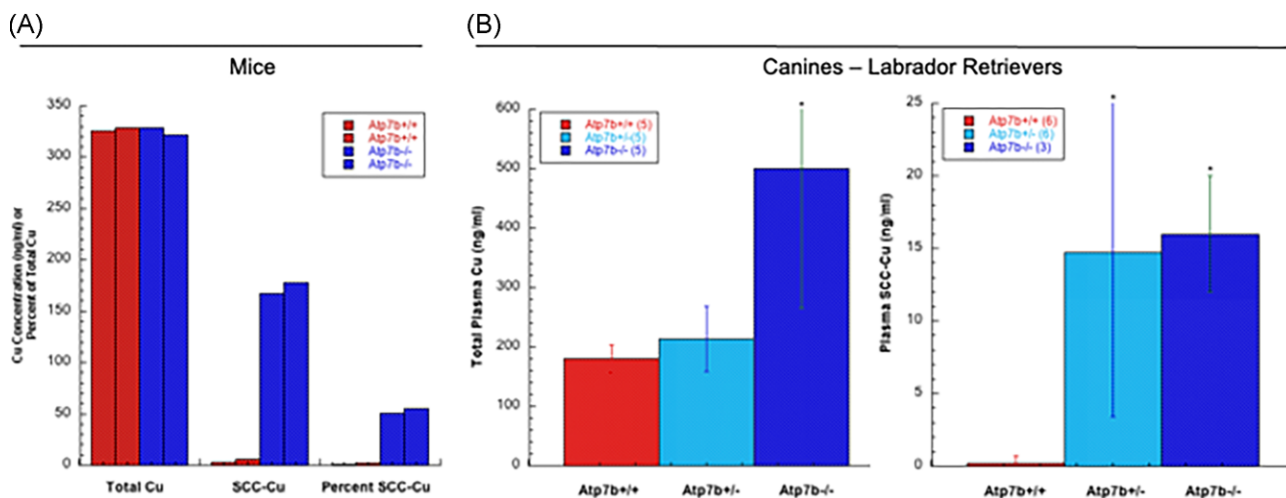 (A)
Mice
Cu Concentration (ng/ml) or
Percent of Total Cu
350
300
250
200
150
100
50
0
Atp7b+/+
Atp7b+/+
Atp7b-/-
Atp7b-/-
Total Cu SCC-Cu Percent SCC-Cu
(B)
Canines – Labrador Retrievers
Total Plasma Cu (ng/ml)
600
500
400
300
200
100
0
Atp7b+/+ (5)
Atp7b+/-(5)
Atp7b-/- (5)
*
Atp7b+/+ Atp7b+/- Atp7b-/-
Plasma SCC-Cu (ng/ml)
25
20
15
10
5
0
Atp7b+/+ (6)
Atp7b+/- (6)
Atp7b-/- (3)
*
*
Atp7b+/+ Atp7b+/- Atp7b-/-